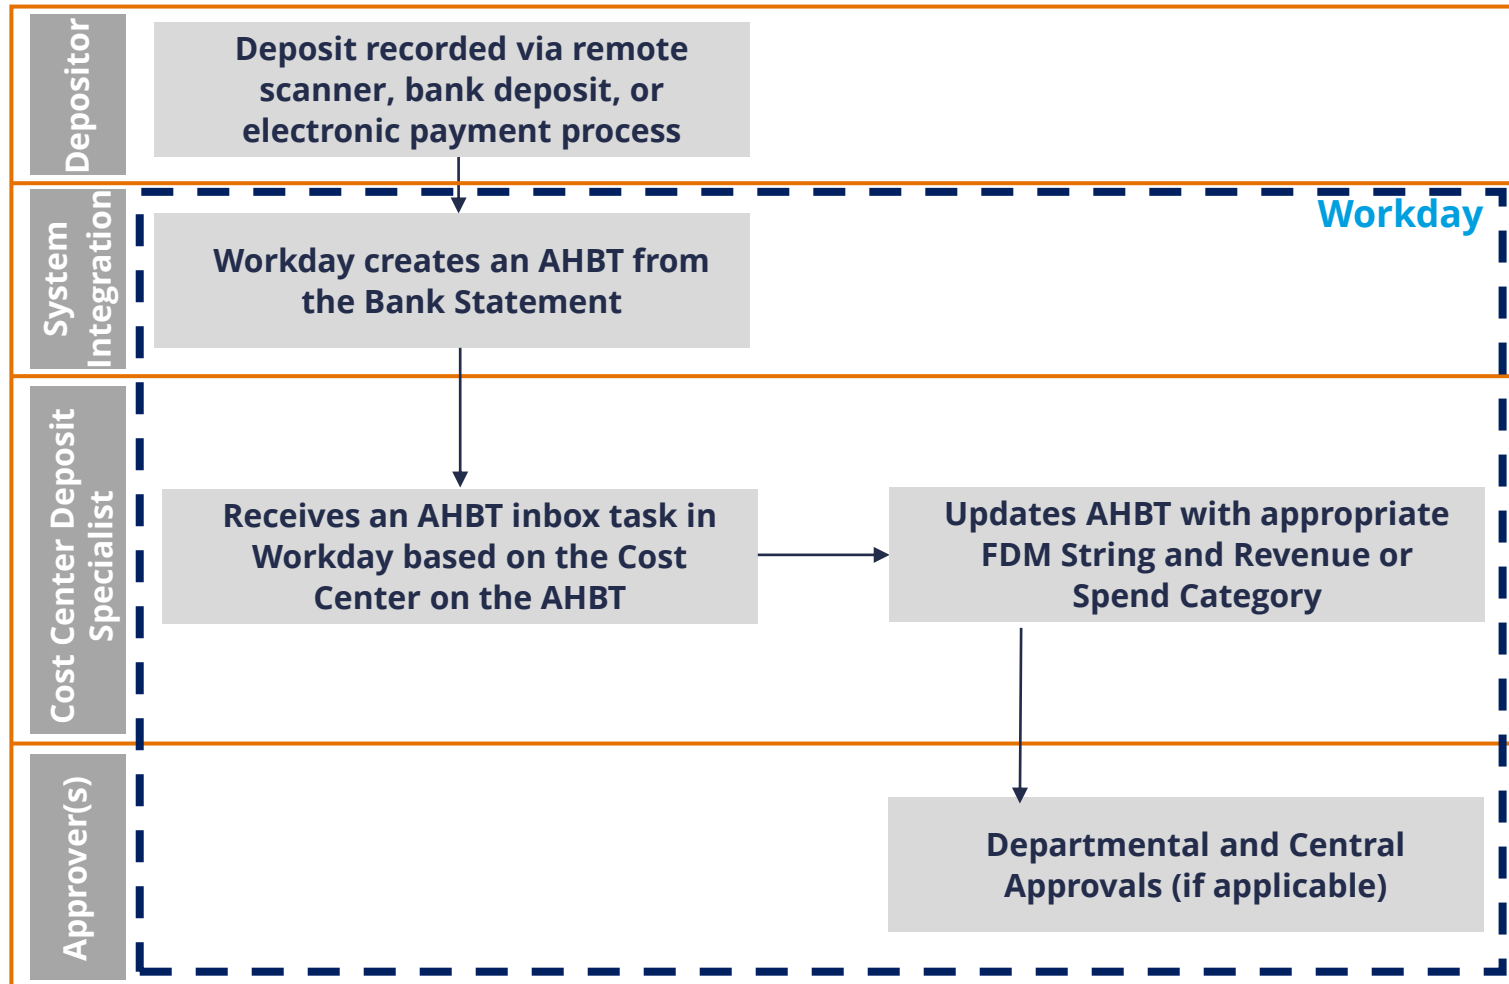 Depositor
Deposit recorded via remote
scanner, bank deposit, or
electronic payment process
System
Integration
Workday
Workday creates an AHBT from
the Bank Statement
Cost Center Deposit
Specialist
Receives an AHBT inbox task in
Workday based on the Cost
Center on the AHBT
Updates AHBT with appropriate
FDM String and Revenue or
Spend Category
Approver(s)
Departmental and Central
Approvals (if applicable)